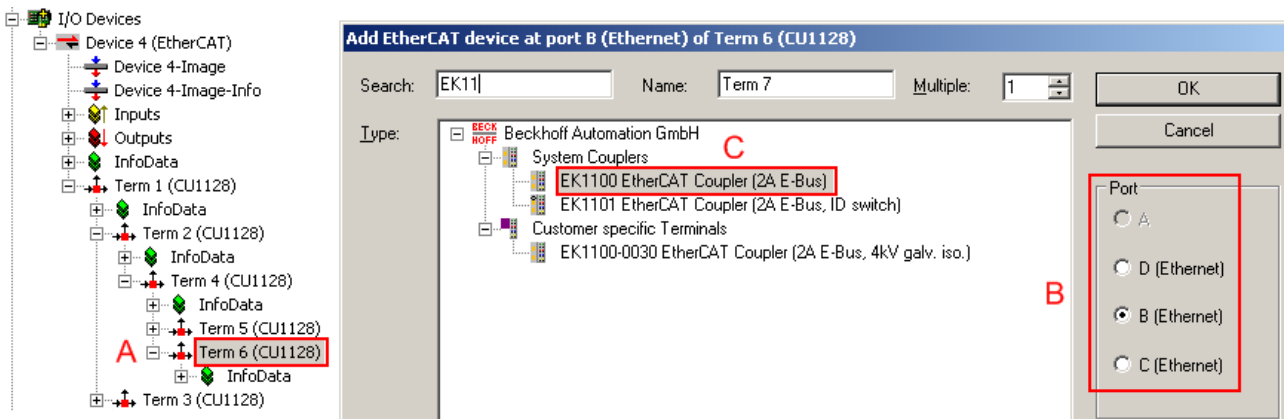 I/O Devices
Device 4 (EtherCAT)
Device 4-Image
Device 4-Image-Info
Inputs
Outputs
InfoData
Term 1 (CU1128)
InfoData
Term 2 (CU1128)
InfoData
Term 4 (CU1128)
InfoData
Term 5 (CU1128)
A Term 6 (CU1128)
InfoData
Term 3 (CU1128)
Add EtherCAT device at port B (Ethernet) of Term 6 (CU1128)
Search: EK11 Name: Term 7 Multiple: 1 OK
Cancel
Type: BECKHOFF Beckhoff Automation GmbH
C
System Couplers
EK1100 EtherCAT Coupler (2A E-Bus)
EK1101 EtherCAT Coupler (2A E-Bus, ID switch)
Customer specific Terminals
EK1100-0030 EtherCAT Coupler (2A E-Bus, 4kV galv. iso.)
Port
A
D (Ethernet)
B
B (Ethernet)
C (Ethernet)